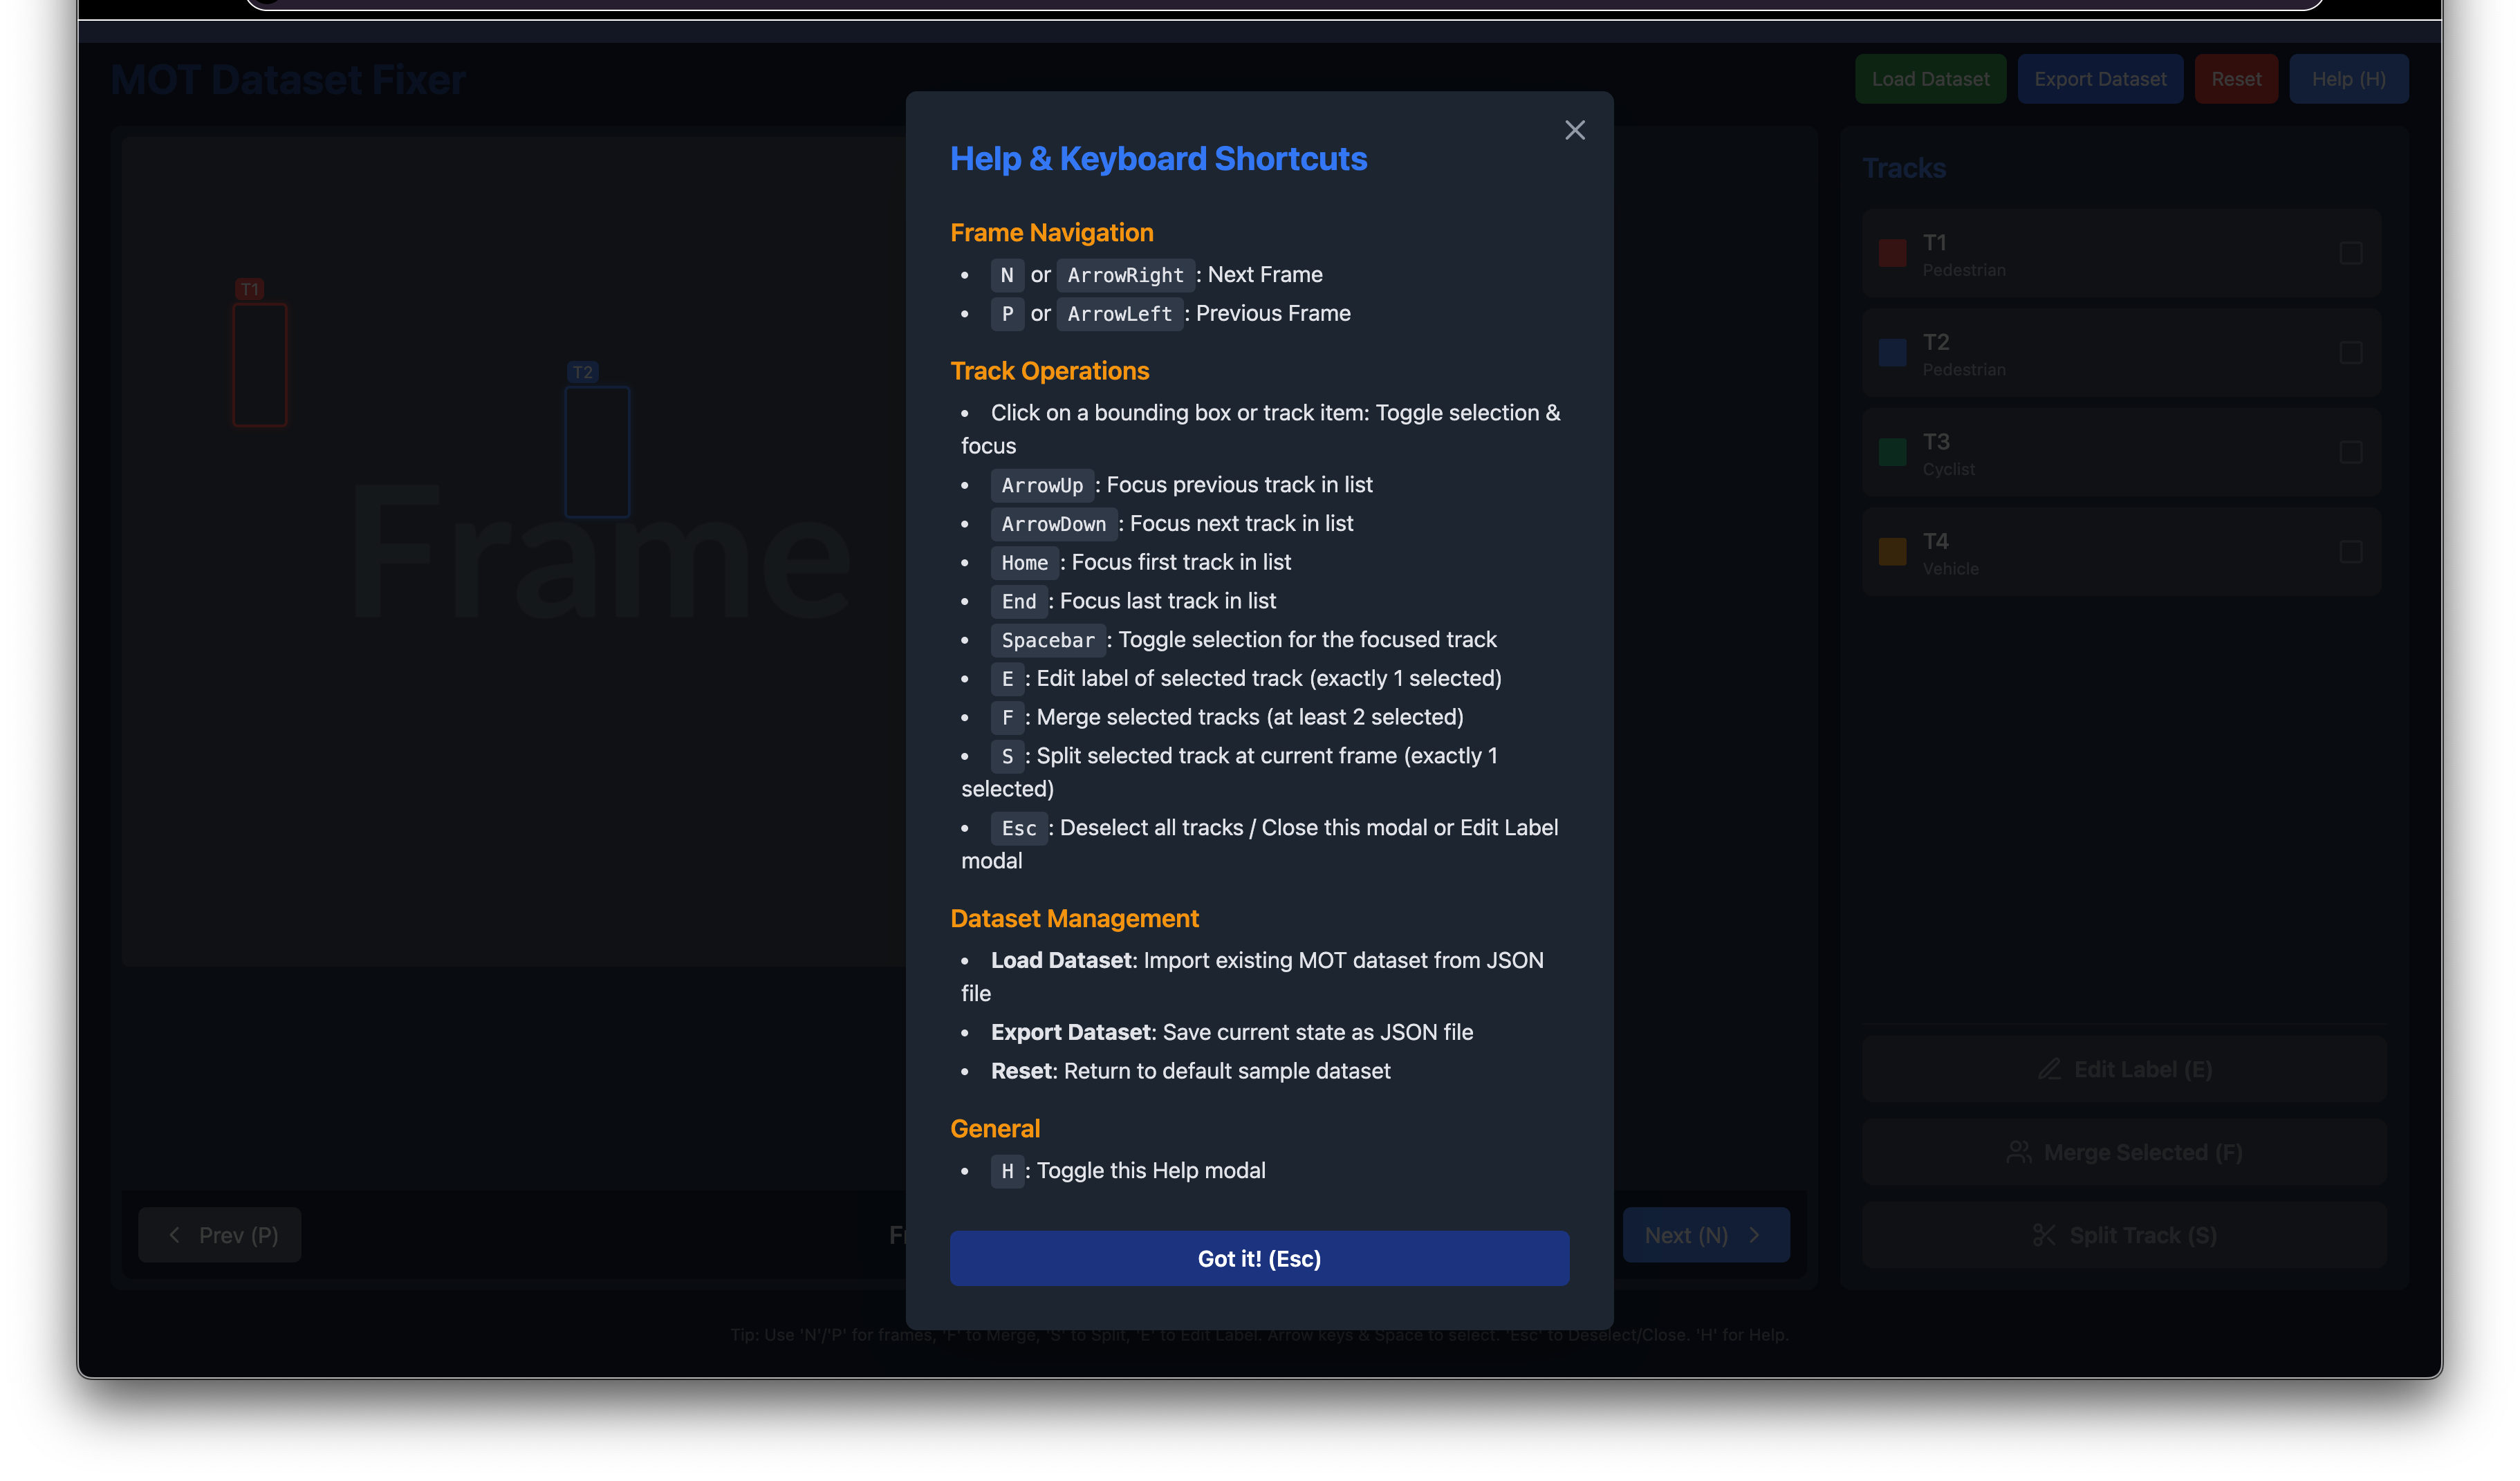 MOT Dataset Fixer
Load Dataset
Export Dataset
Reset
Help (H)
T1
T2
Frame
Help & Keyboard Shortcuts
Frame Navigation
• N or ArrowRight : Next Frame
• P or ArrowLeft : Previous Frame
Track Operations
• Click on a bounding box or track item: Toggle selection &
focus
• ArrowUp : Focus previous track in list
• ArrowDown : Focus next track in list
• Home : Focus first track in list
• End : Focus last track in list
• Spacebar : Toggle selection for the focused track
• E : Edit label of selected track (exactly 1 selected)
• F : Merge selected tracks (at least 2 selected)
• S : Split selected track at current frame (exactly 1
selected)
• Esc : Deselect all tracks / Close this modal or Edit Label
modal
Dataset Management
• Load Dataset: Import existing MOT dataset from JSON
file
• Export Dataset: Save current state as JSON file
• Reset: Return to default sample dataset
General
• H : Toggle this Help modal
Got it! (Esc)
Tracks
T1
Pedestrian
T2
Pedestrian
T3
Cyclist
T4
Vehicle
Edit Label (E)
Merge Selected (F)
Split Track (S)
Prev (P)
Next (N)
Tip: Use 'N'/'P' for frames, 'F' to Merge, 'S' to Split, 'E' to Edit Label. Arrow keys & Space to select. 'Esc' to Deselect/Close. 'H' for Help.